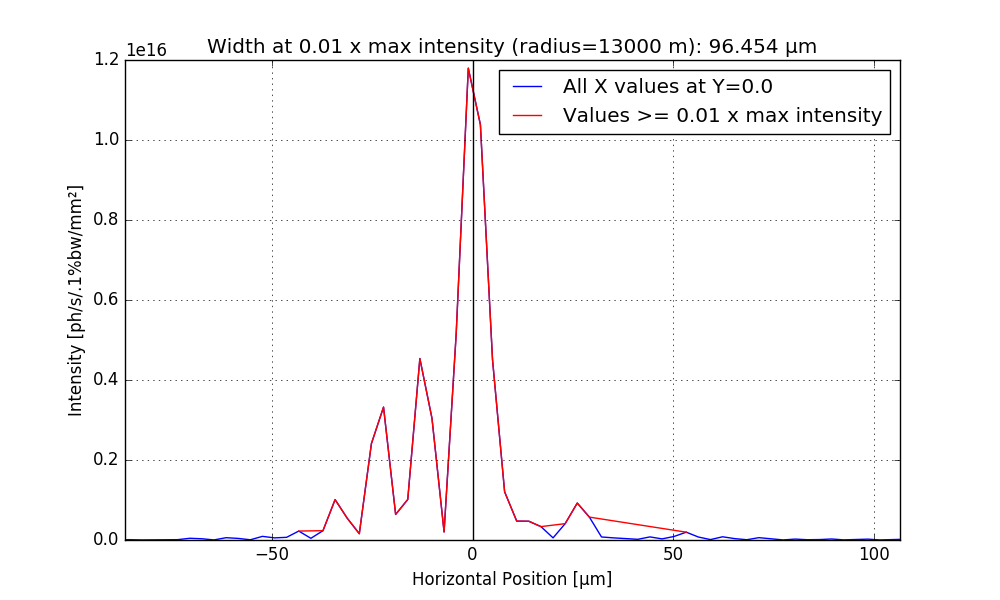 Width at 0.01 x max intensity (radius=13000 m): 96.454 μm
1e16
All X values at Y=0.0
Values >= 0.01 x max intensity
1.2
1.0
0.8
0.6
0.4
0.2
0.0
Intensity [ph/s/.1%bw/mm²]
−50
0
50
100
Horizontal Position [μm]